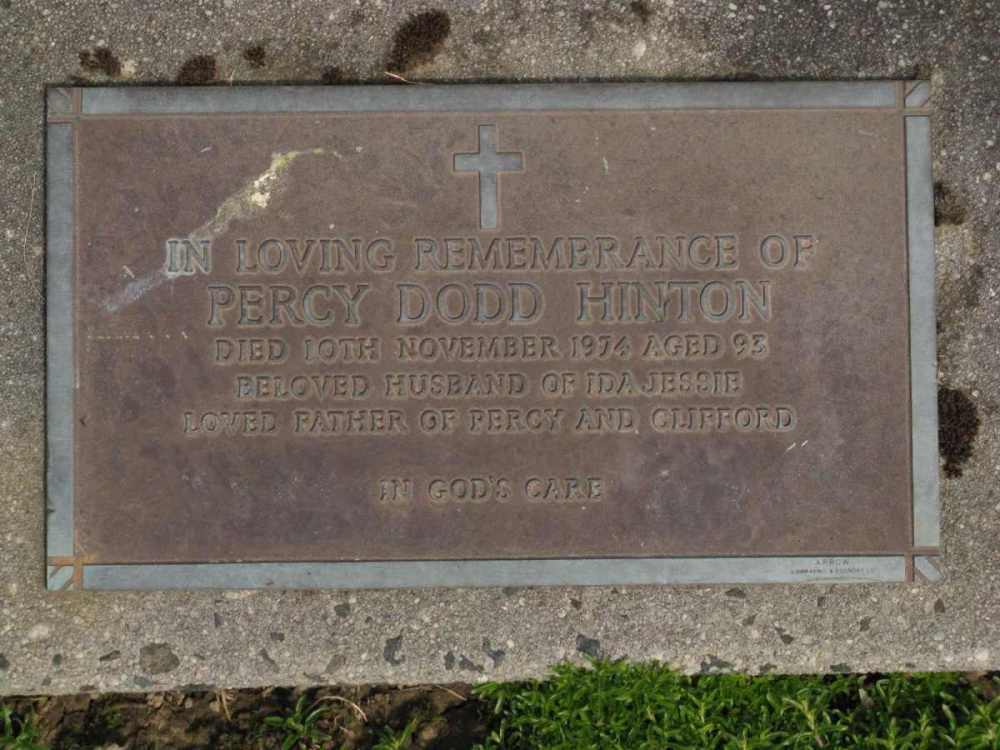 IN LOVING REMEMBRANCE OF
PERCY DODD HINTON
DIED 10TH NOVEMBER 1974 AGED 93
BELOVED HUSBAND OF IDA JESSIE
LOVED FATHER OF PERCY AND CLIFFORD
IN GOD'S CARE
ARROW